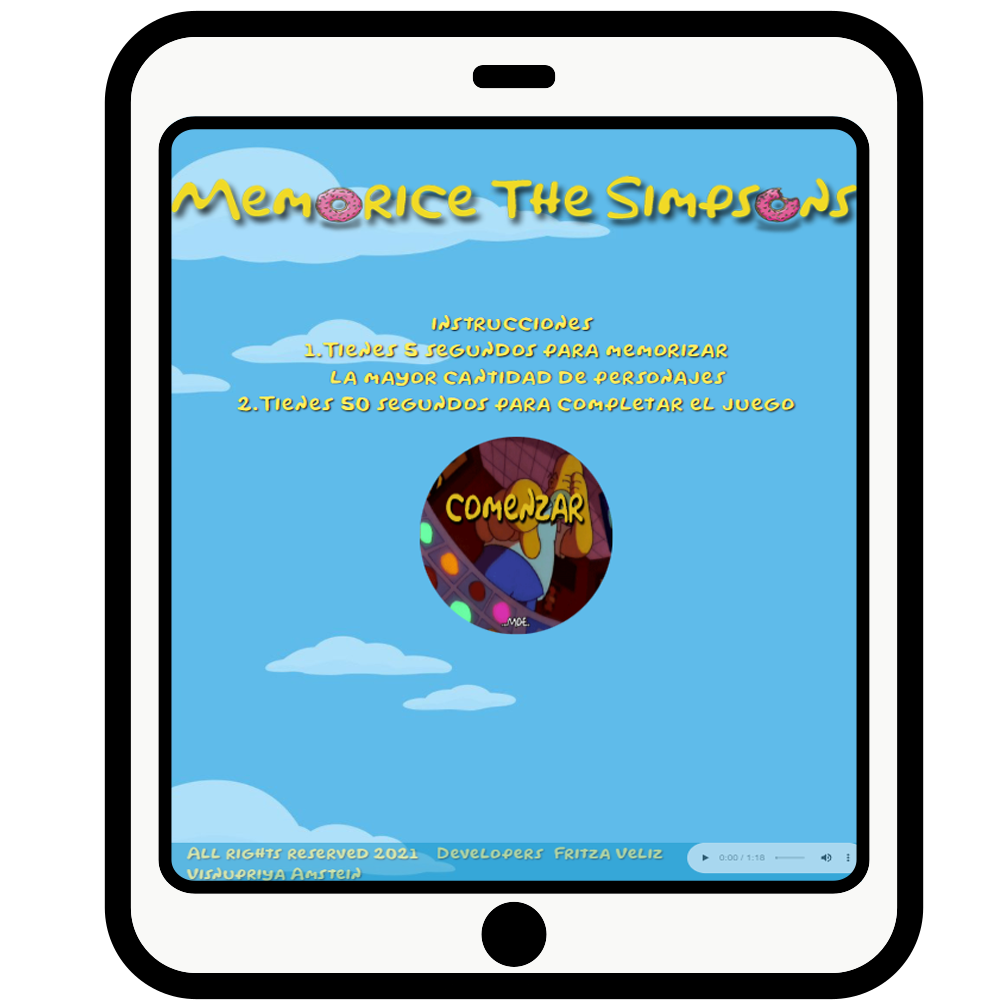 Memorice The Simpsons
Instrucciones
1.Tienes 5 segundos para memorizar
la mayor cantidad de personajes
2.Tienes 50 segundos para completar el juego
COMENZAR
...MOE.
All rights reserved 2021 Developers Fritza Veliz
Visnupriya Amstein
0:00 / 1:18